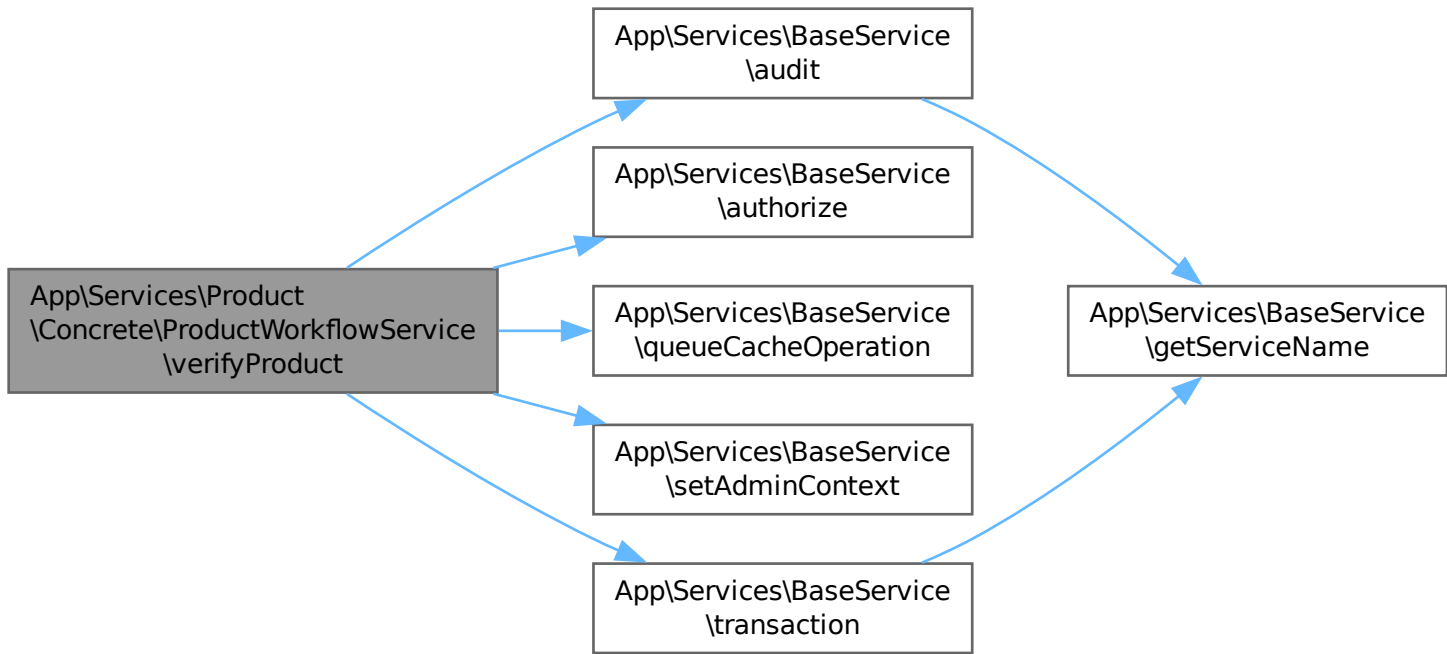 App\Services\BaseService
\audit
App\Services\BaseService
\authorize
App\Services\Product
\Concrete\ProductWorkflowService
\verifyProduct
App\Services\BaseService
\queueCacheOperation
App\Services\BaseService
\getServiceName
App\Services\BaseService
\setAdminContext
App\Services\BaseService
\transaction